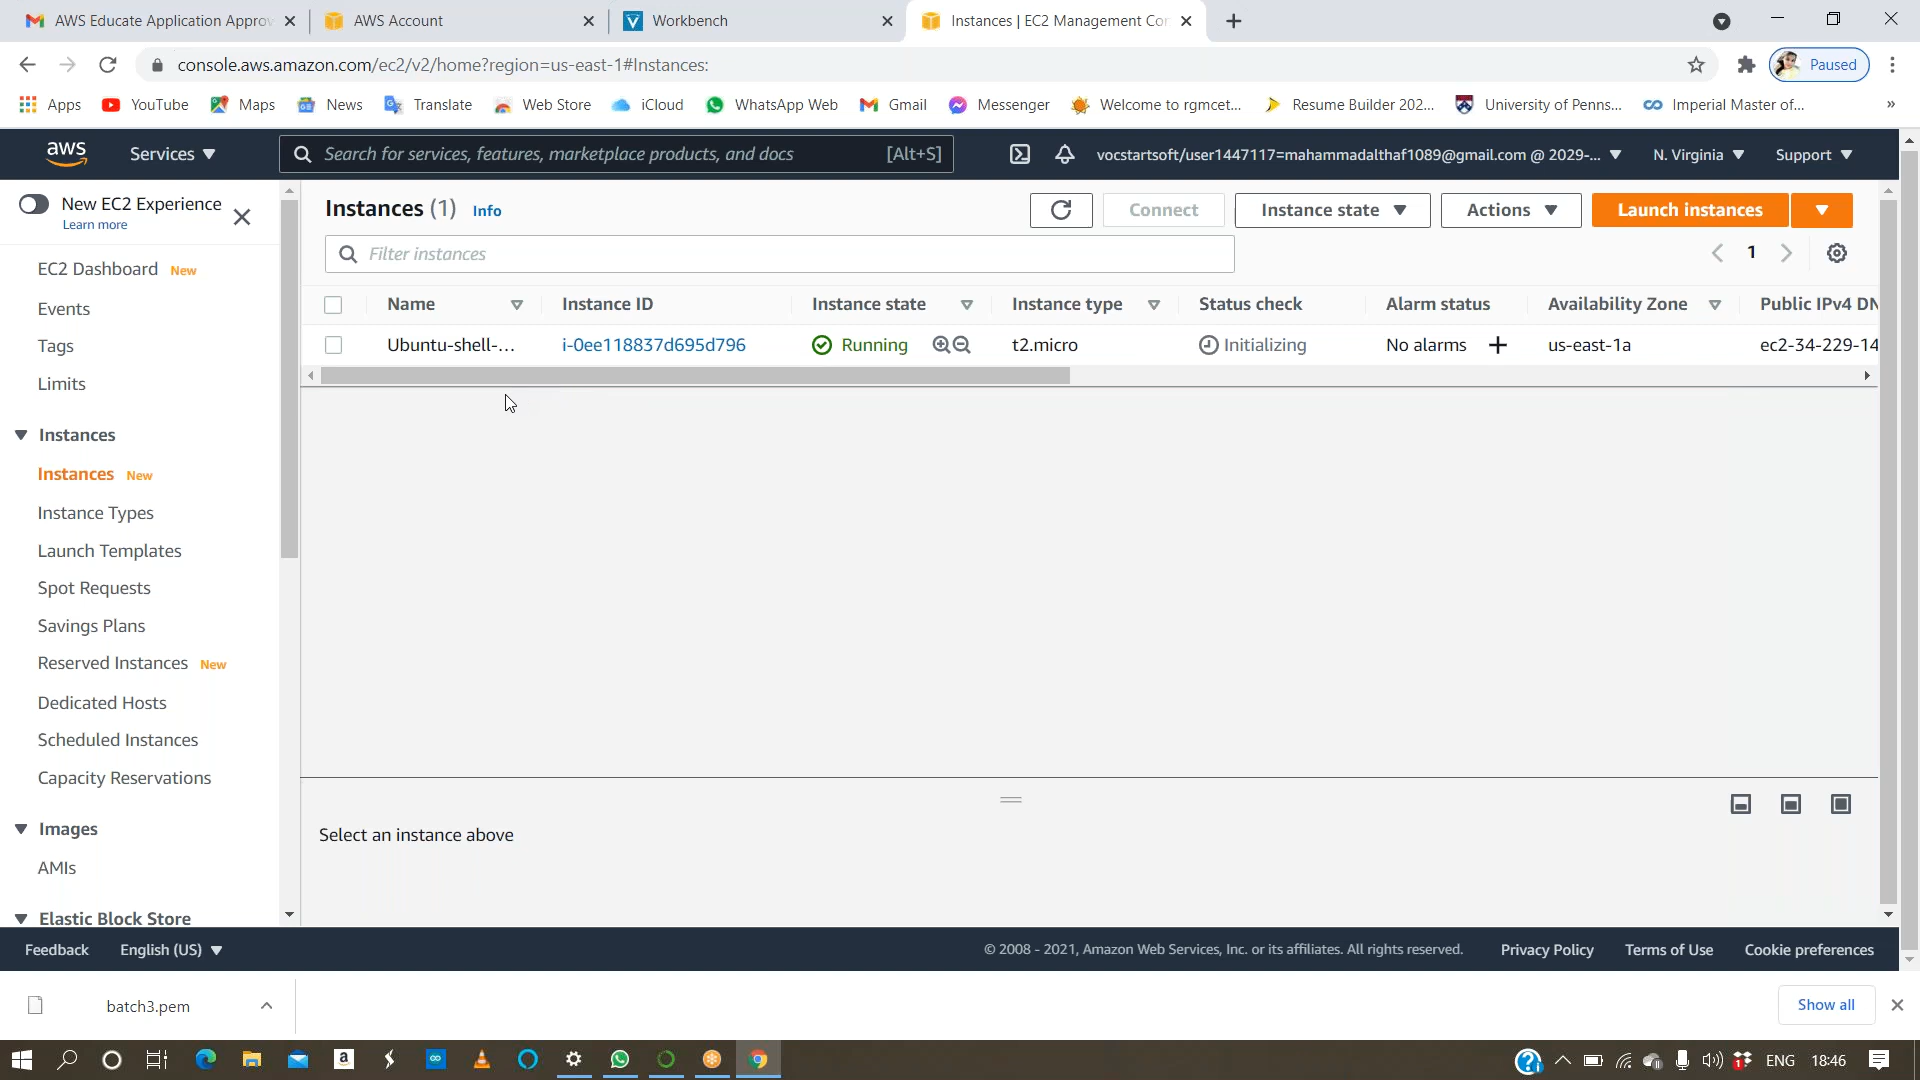 AWS Educate Application Approv
AWS Account
Workbench
Instances | EC2 Management Con
console.aws.amazon.com/ec2/v2/home?region=us-east-1#Instances:
Paused
Apps
YouTube
Maps
News
Translate
Web Store
iCloud
WhatsApp Web
Gmail
Messenger
Welcome to rgmcet...
Resume Builder 202...
University of Penns...
Imperial Master of...
»
aws
Services
Search for services, features, marketplace products, and docs
[Alt+S]
vocstartsoft/user1447117=mahammadalthaf1089@gmail.com @ 2029-...
N. Virginia
Support
New EC2 Experience
Learn more
Instances (1) Info
Connect
Instance state
Actions
Launch instances
Filter instances
1
EC2 Dashboard New
Events
Tags
Limits
Instances
Instances New
Instance Types
Launch Templates
Spot Requests
Savings Plans
Reserved Instances New
Dedicated Hosts
Scheduled Instances
Capacity Reservations
Images
AMIs
Elastic Block Store
Name
Instance ID
Instance state
Instance type
Status check
Alarm status
Availability Zone
Public IPv4 DN
Ubuntu-shell-...
i-0ee118837d695d796
Running
t2.micro
Initializing
No alarms
us-east-1a
ec2-34-229-14
Select an instance above
Feedback
English (US)
© 2008 - 2021, Amazon Web Services, Inc. or its affiliates. All rights reserved.
Privacy Policy
Terms of Use
Cookie preferences
batch3.pem
Show all
ENG
18:46